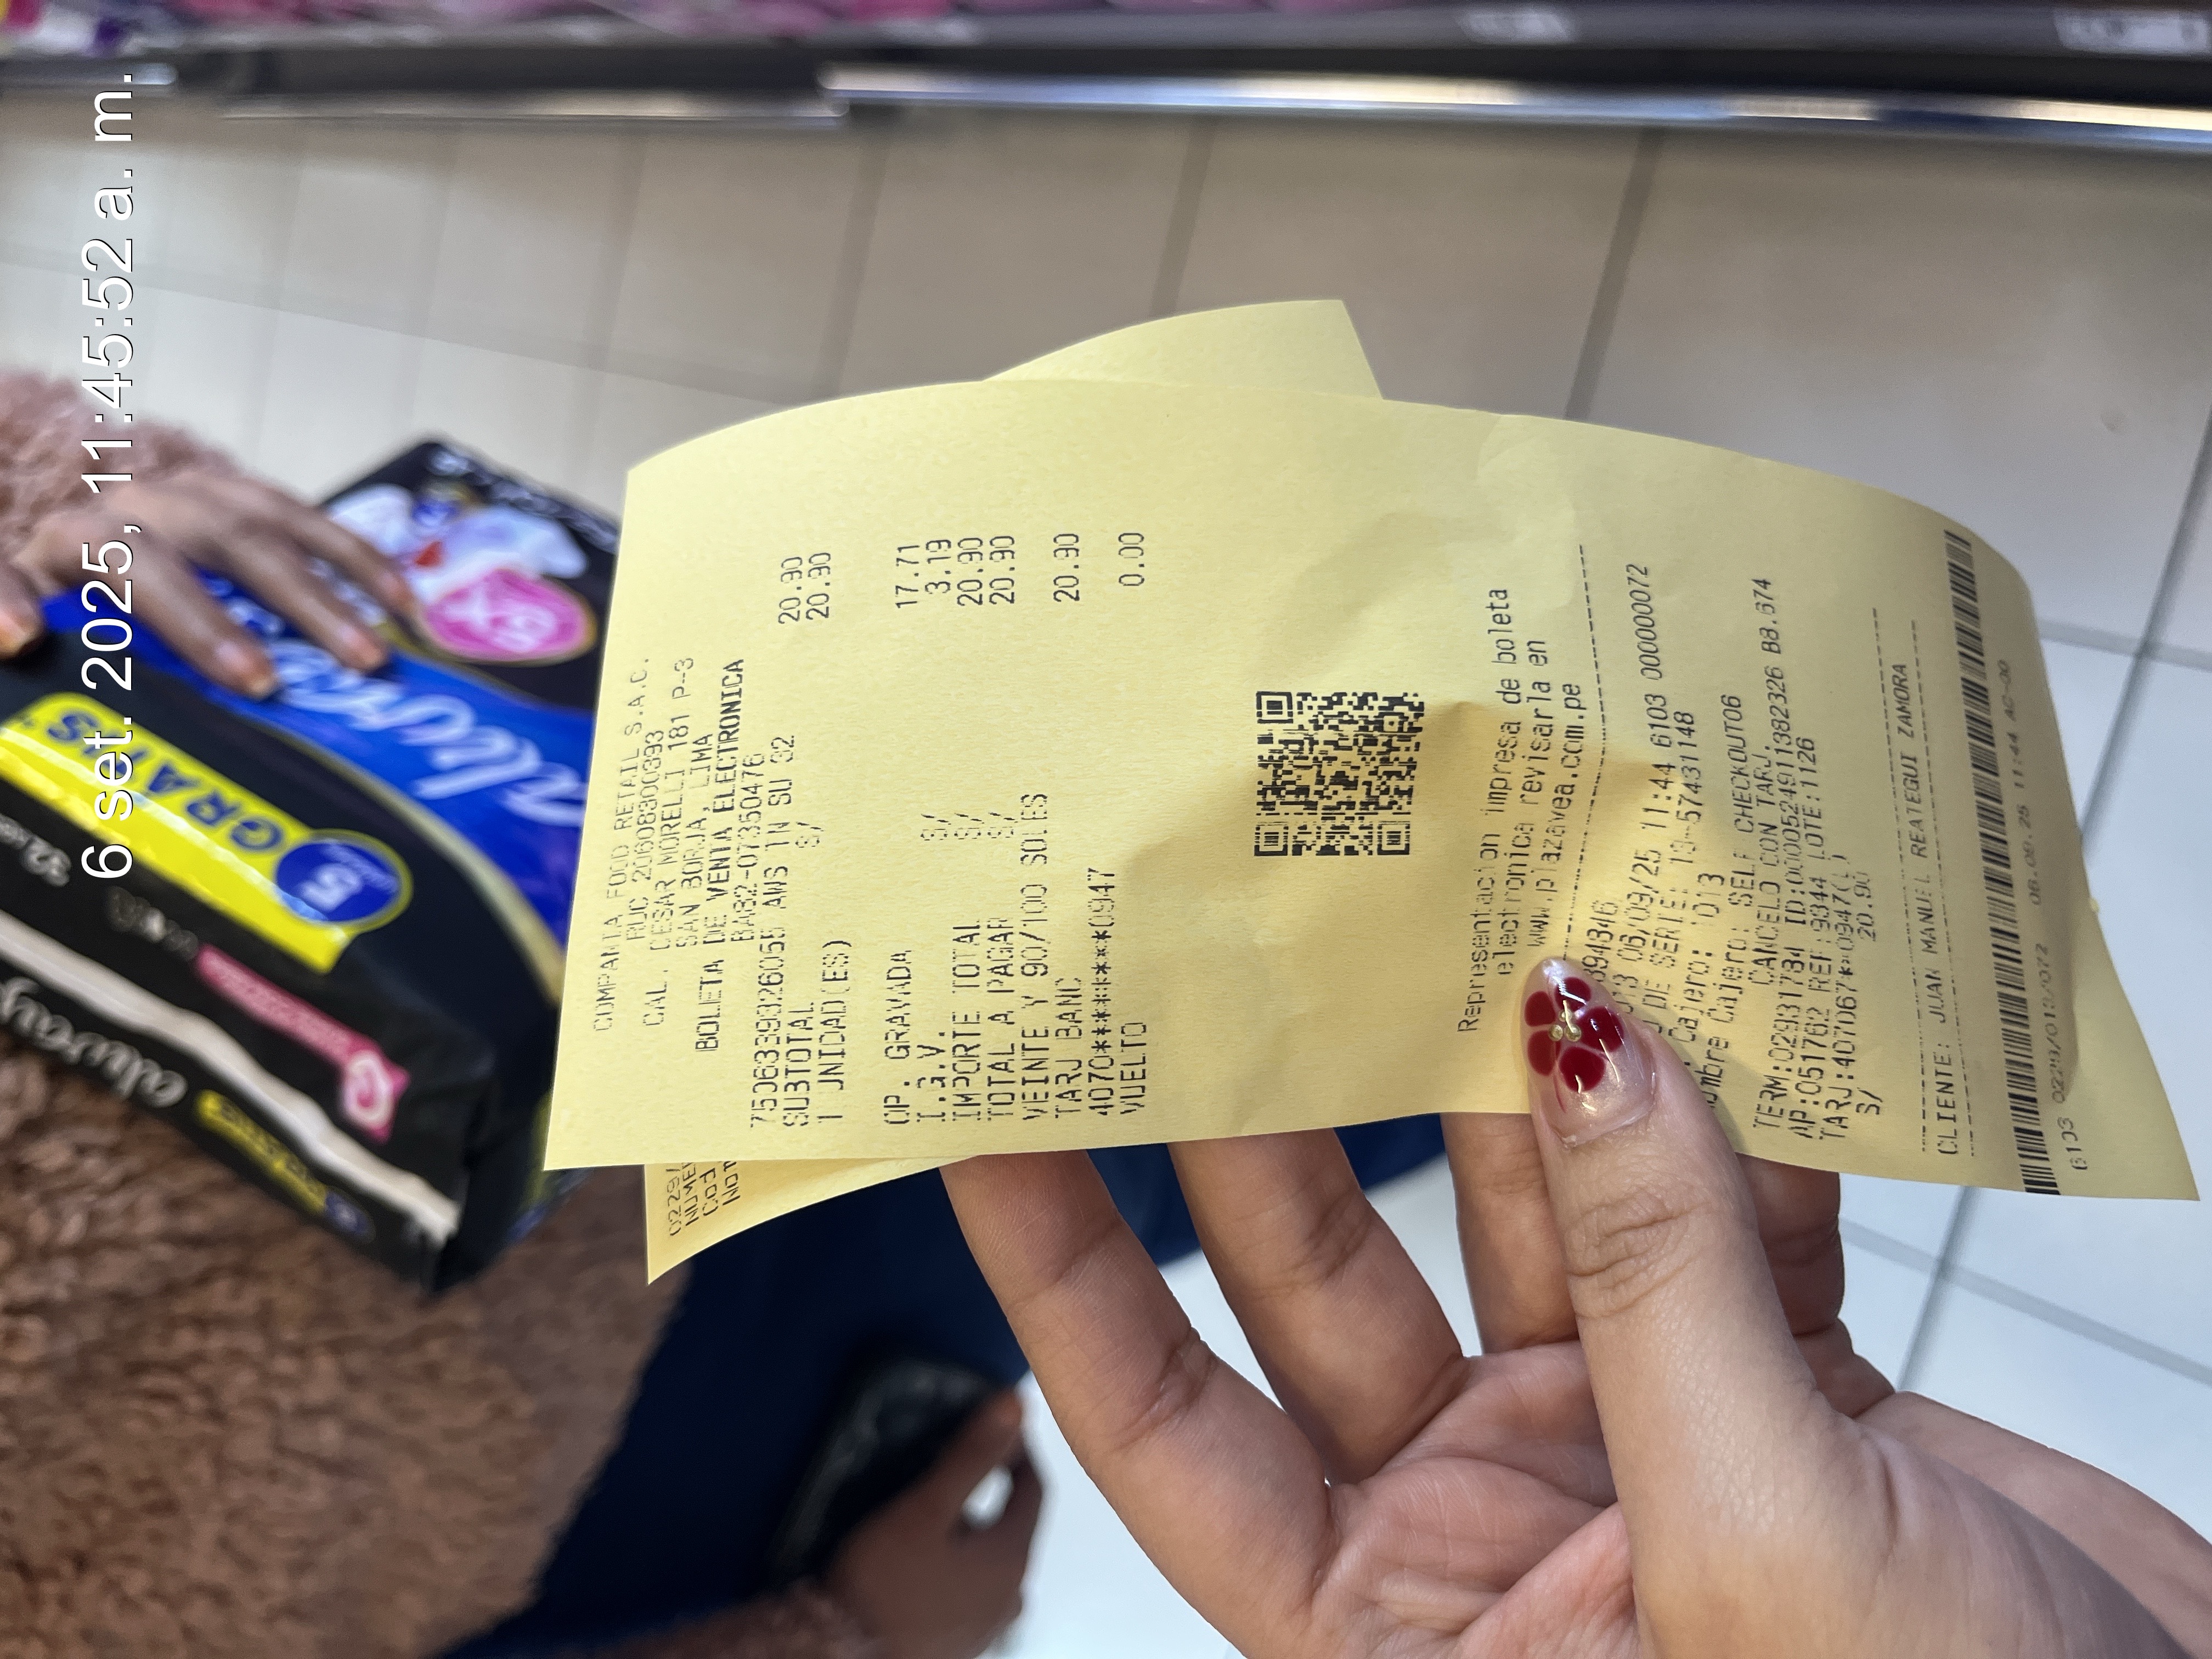 6 set. 2025, 11:45:52 a. m.
always
32
5
GRATIS
always
0229/
NUME
Cod
Nom
COMPANIA FOOD RETAIL S.A.C.
RUC 20608300393
CAL. CESAR MORELLI 181 P-3
SAN BORJA, LIMA
BOLETA DE VENTA ELECTRONICA
BA82-07350476
7506339326055 AWS TN SU 32 20.90
SUBTOTAL S/ 20.90
1 UNIDAD(ES)
OP. GRAVADA 17.71
I.G.V. S/ 3.19
IMPORTE TOTAL S/ 20.90
TOTAL A PAGAR S/ 20.90
VEINTE Y 90/100 SOLES
TARJ BANC 20.90
4070********0947
VUELTO 0.00
Representacion impresa de boleta
electronica revisarla en
www.plazavea.com.pe
894346
013 06/09/25 11:44 6103 000000072
O DE SERIE: 13-57431148
. Cajero: 1013
ombre Cajero: SELF CHECKOUT06
CANCELO CON TARJ.
TERM:02931784 ID:0000524911382326 B8.674
AP:051762 REF:9344 LOTE:1126
TARJ:407067**0947(L)
S/ 20.90
CLIENTE: JUAN MANUEL REATEGUI ZAMORA
6103 0229/013/072 06.09.25 11:44 AC-00